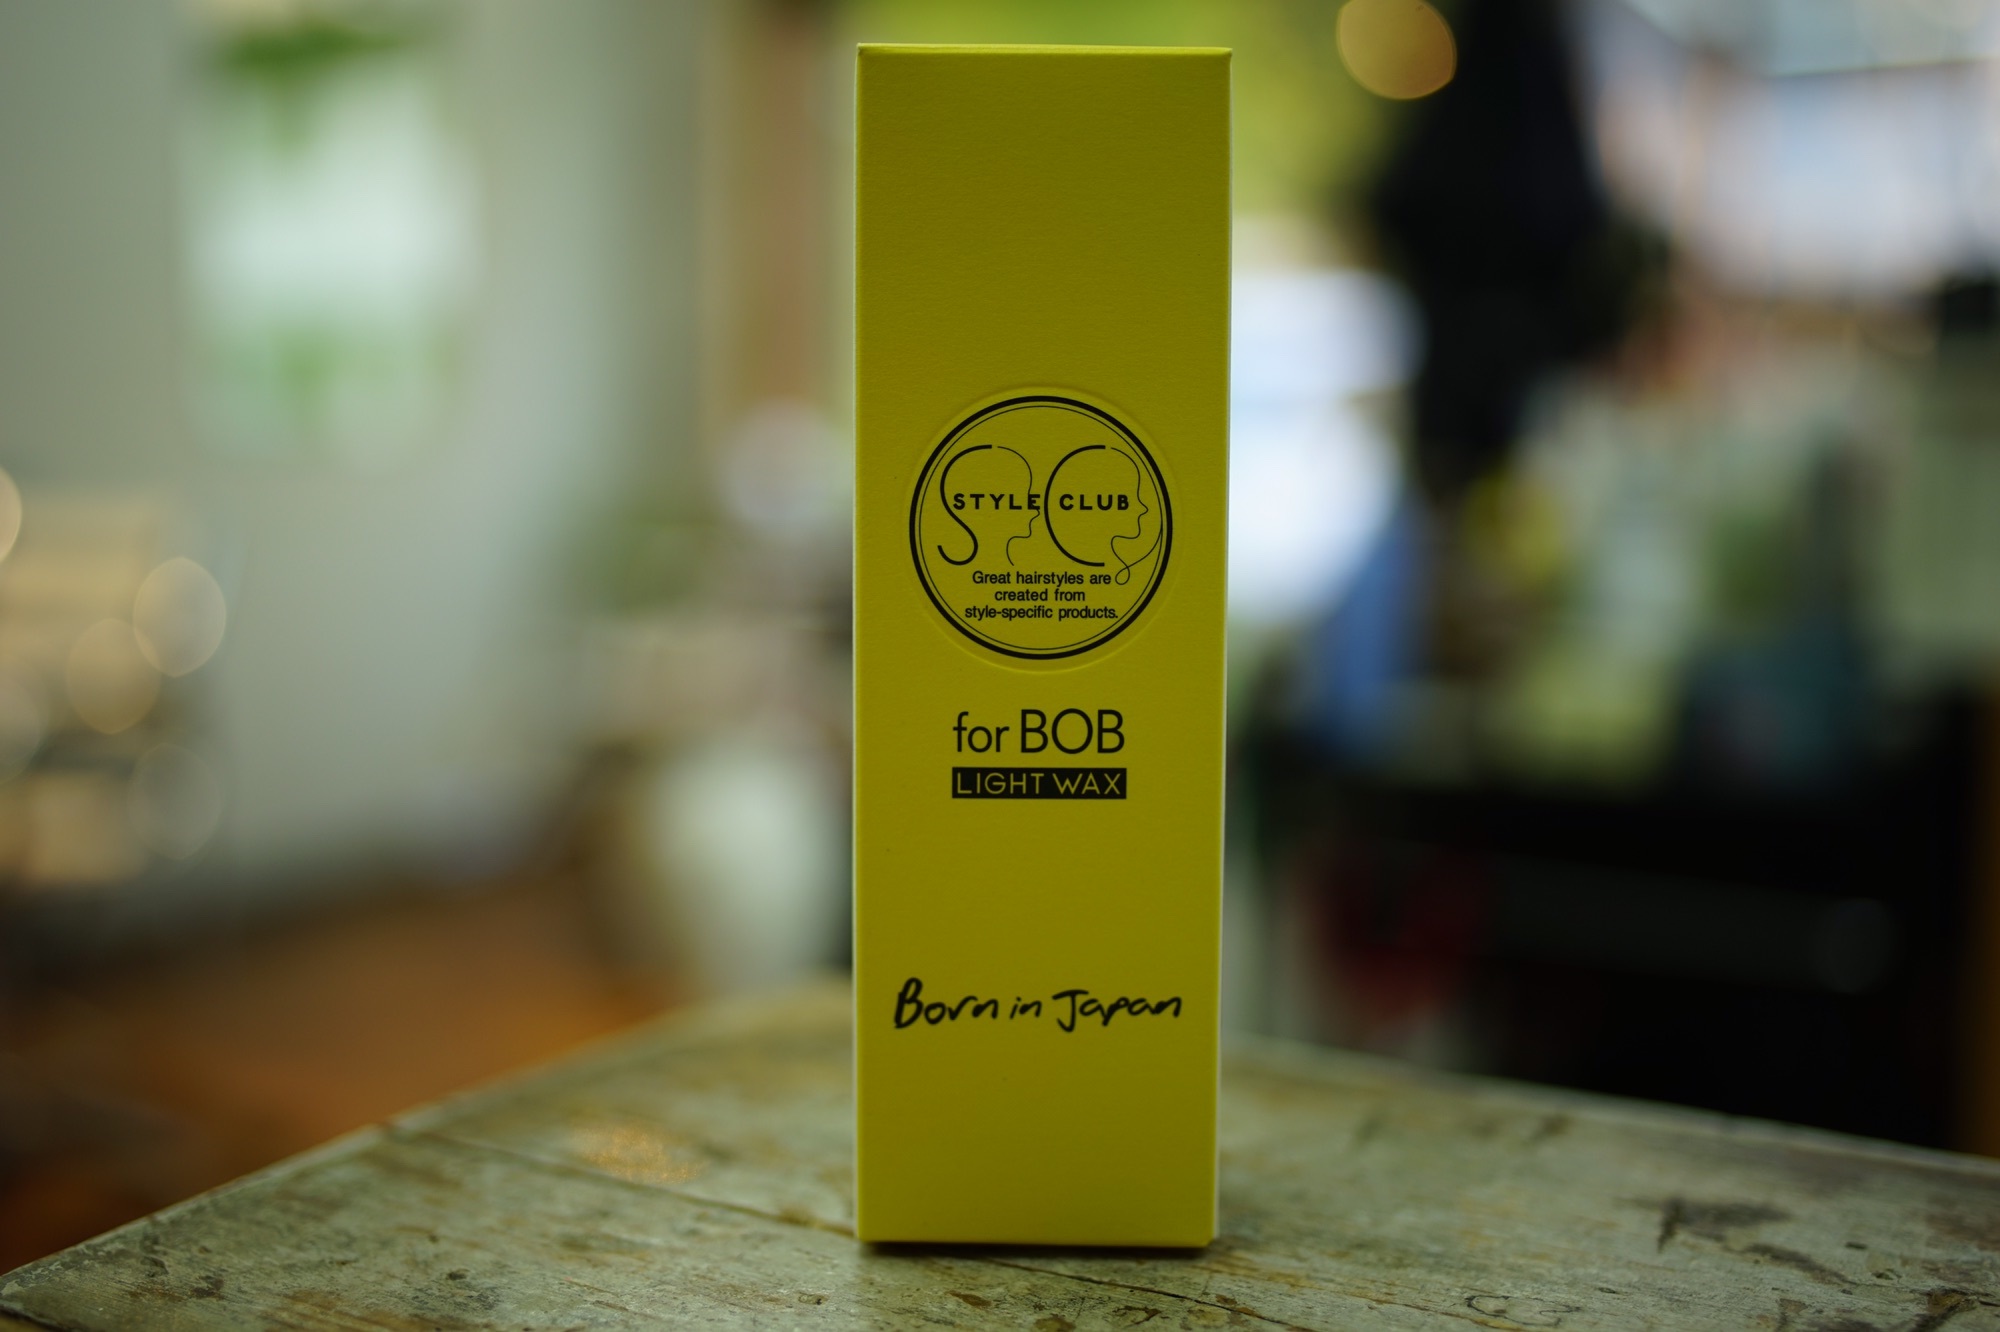 STYLE CLUB
Great hairstyles are
created from
style-specific products.
for BOB
LIGHT WAX
Born in Japan